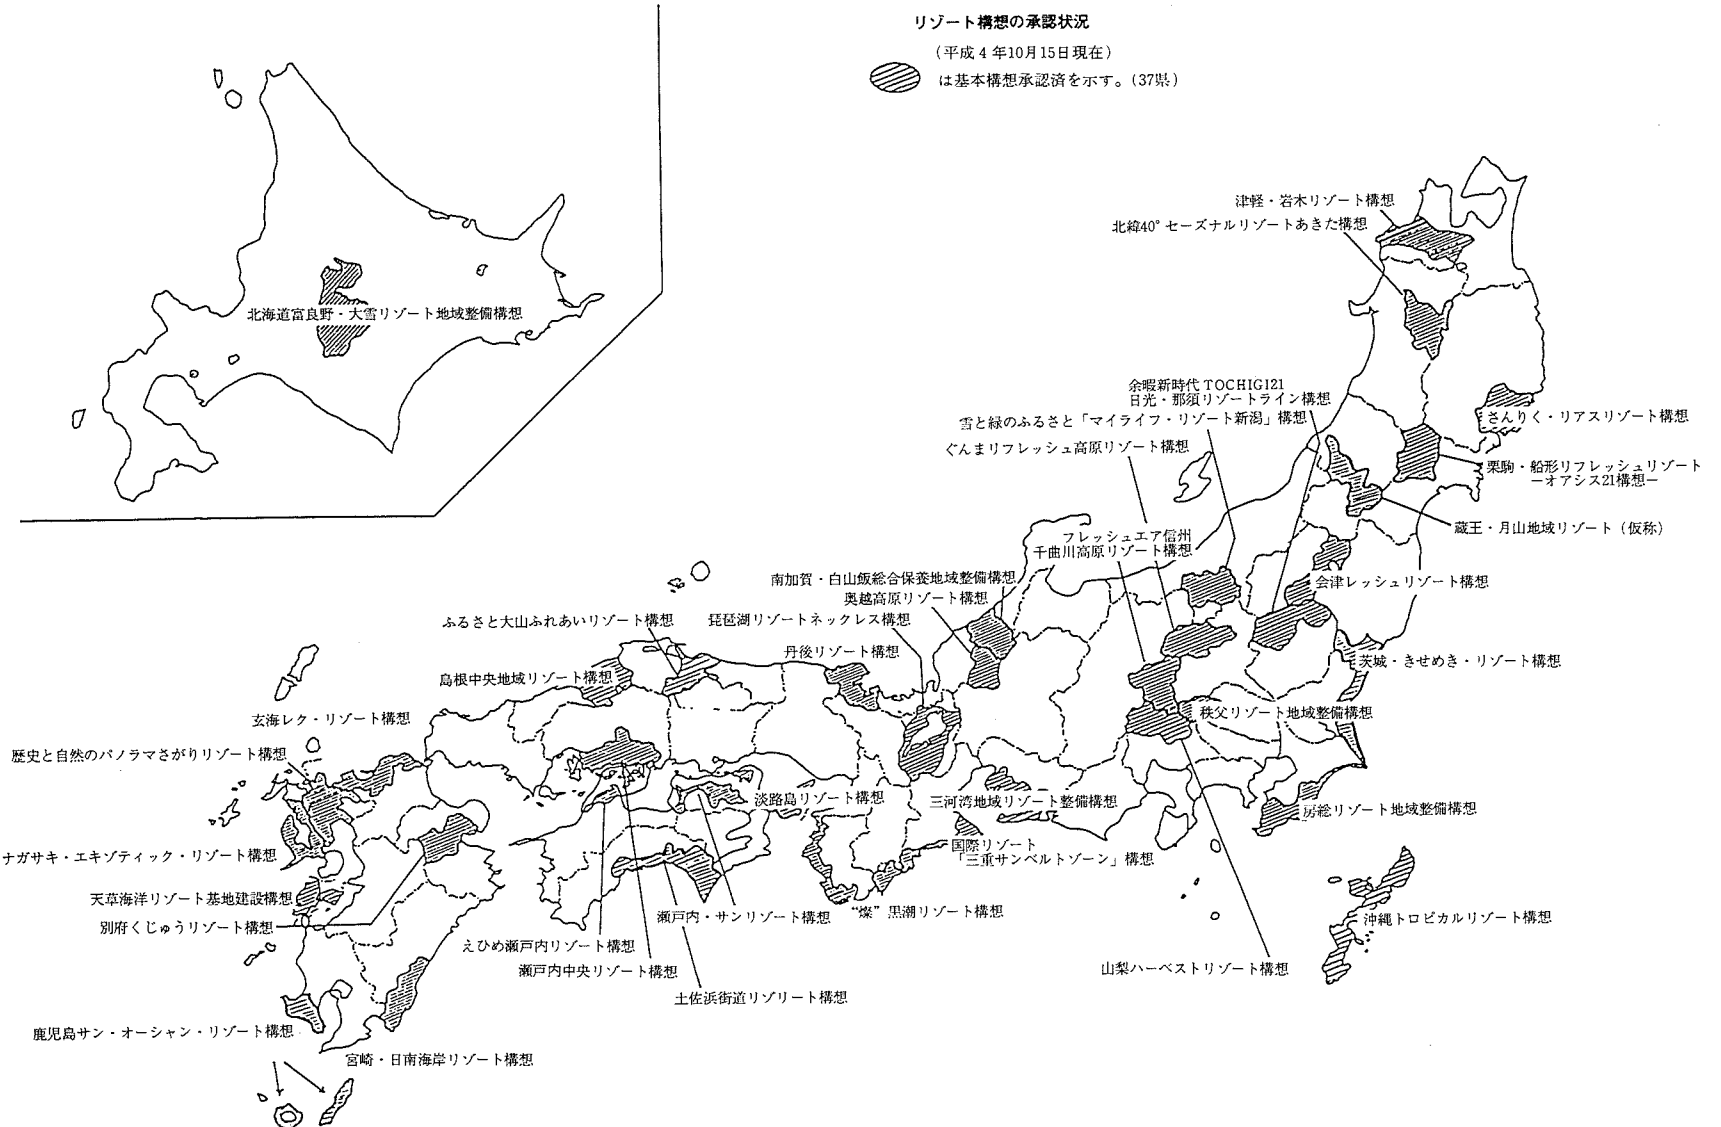 リゾート構想の承認状況
(平成4年10月15日現在)
は基本構想承認済を示す。(37県)
北海道富良野・大雪リゾート地域整備構想
津軽・岩木リゾート構想
北緯40°セーズナルリゾートあきた構想
余暇新時代TOCHIGI21
日光・那須リゾートライン構想
雪と緑のふるさと「マイライフ・リゾート新潟」構想
ぐんまリフレッシュ高原リゾート構想
さんりく・リアスリゾート構想
栗駒・船形リフレッシュリゾート
―オアシス21構想―
蔵王・月山地域リゾート(仮称)
フレッシュエア信州
千曲川高原リゾート構想
南加賀・白山飯総合保養地域整備構想
奥越高原リゾート構想
会津レッシュリゾート構想
ふるさと大山ふれあいリゾート構想
琵琶湖リゾートネックレス構想
丹後リゾート構想
茨城・きせめき・リゾート構想
島根中央地域リゾート構想
秩父リゾート地域整備構想
玄海レク・リゾート構想
歴史と自然のパノラマさがりリゾート構想
淡路島リゾート構想
三河湾地域リゾート整備構想
房総リゾート地域整備構想
国際リゾート
「三重サンベルトゾーン」構想
ナガサキ・エキゾティック・リゾート構想
天草海洋リゾート基地建設構想
別府くじゅうリゾート構想
瀬戸内・サンリゾート構想
“燦”黒潮リゾート構想
沖縄トロピカルリゾート構想
えひめ瀬戸内リゾート構想
瀬戸内中央リゾート構想
山梨ハーベストリゾート構想
土佐浜街道リゾリート構想
鹿児島サン・オーシャン・リゾート構想
宮崎・日南海岸リゾート構想